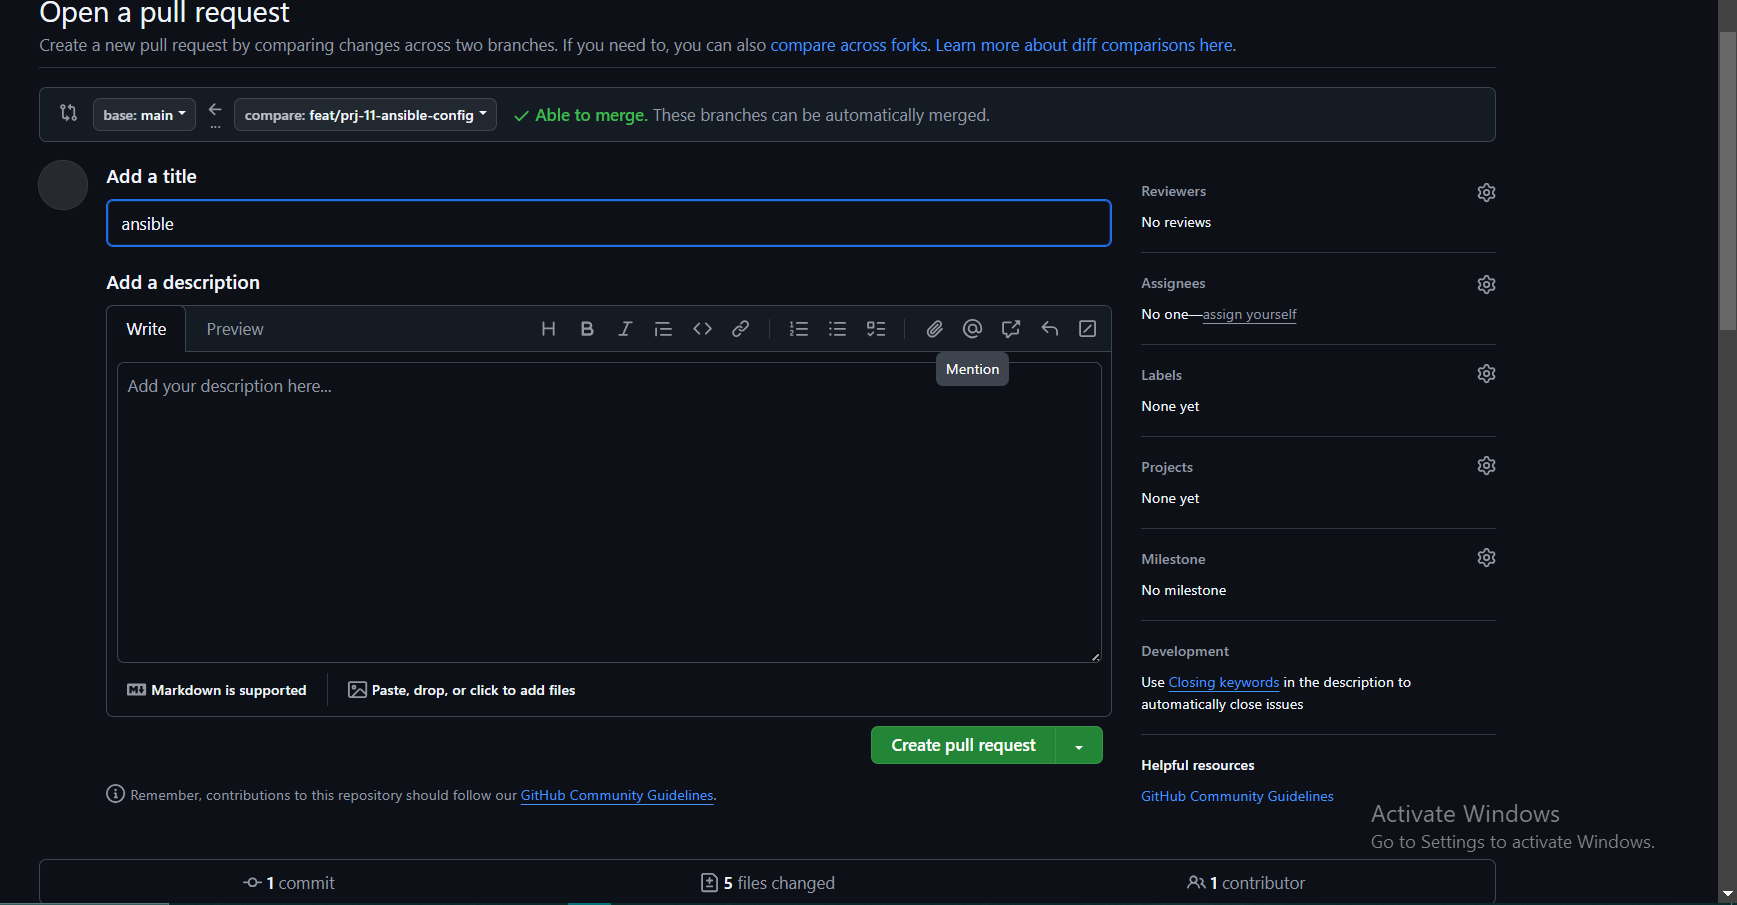 Open a pull request
Create a new pull request by comparing changes across two branches. If you need to, you can also compare across forks. Learn more about diff comparisons here.
base: main
...
compare: feat/prj-11-ansible-config
Able to merge. These branches can be automatically merged.
Add a title
ansible
Add a description
Write
Preview
Mention
Add your description here...
Markdown is supported
Paste, drop, or click to add files
Create pull request
Remember, contributions to this repository should follow our GitHub Community Guidelines.
Reviewers
No reviews
Assignees
No one—assign yourself
Labels
None yet
Projects
None yet
Milestone
No milestone
Development
Use Closing keywords in the description to
automatically close issues
Helpful resources
GitHub Community Guidelines
Activate Windows
Go to Settings to activate Windows.
1 commit
5 files changed
1 contributor